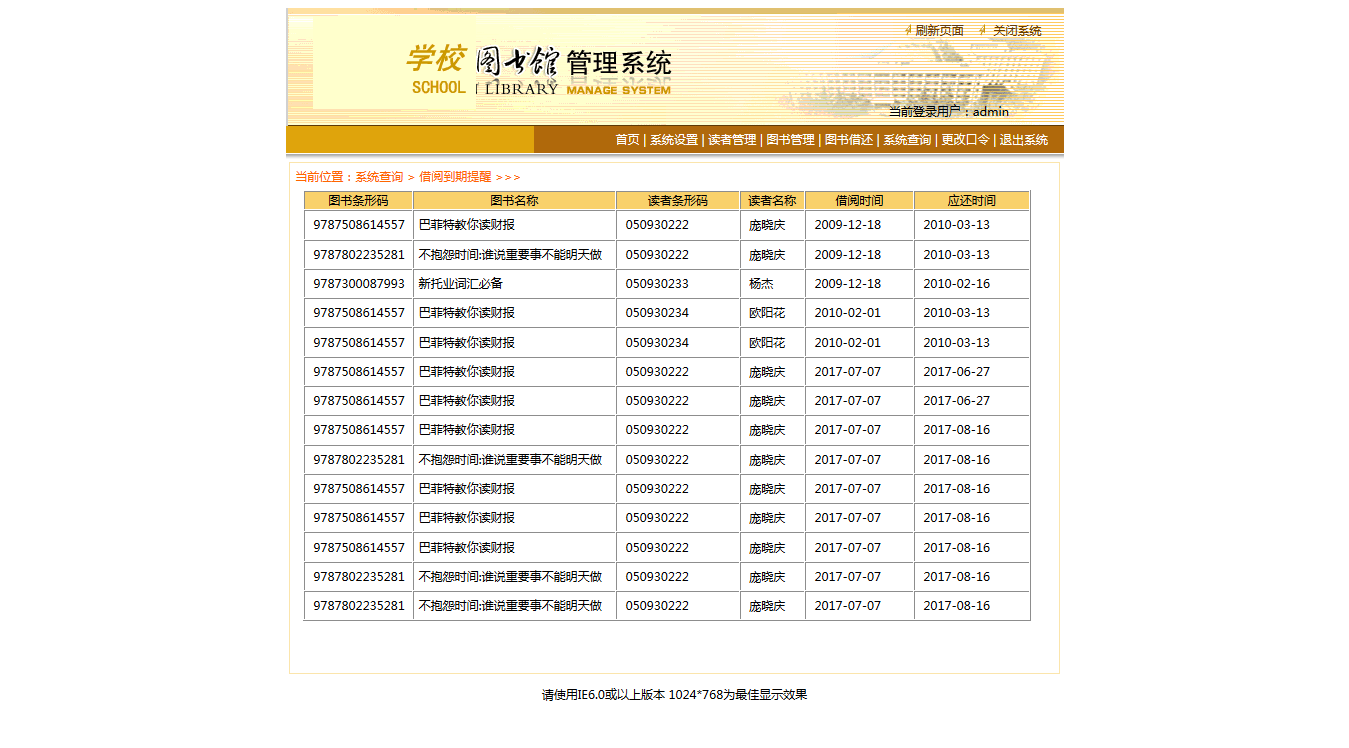 刷新页面 关闭系统
学校 图书馆 管理系统
SCHOOL LIBRARY MANAGE SYSTEM
当前登录用户：admin
首页 | 系统设置 | 读者管理 | 图书管理 | 图书借还 | 系统查询 | 更改口令 | 退出系统
当前位置：系统查询 > 借阅到期提醒 >>>
图书条形码 图书名称 读者条形码 读者名称 借阅时间 应还时间
9787508614557 巴菲特教你读财报 050930222 庞晓庆 2009-12-18 2010-03-13
9787802235281 不抱怨时间:谁说重要事不能明天做 050930222 庞晓庆 2009-12-18 2010-03-13
9787300087993 新托业词汇必备 050930233 杨杰 2009-12-18 2010-02-16
9787508614557 巴菲特教你读财报 050930234 欧阳花 2010-02-01 2010-03-13
9787508614557 巴菲特教你读财报 050930234 欧阳花 2010-02-01 2010-03-13
9787508614557 巴菲特教你读财报 050930222 庞晓庆 2017-07-07 2017-06-27
9787508614557 巴菲特教你读财报 050930222 庞晓庆 2017-07-07 2017-06-27
9787508614557 巴菲特教你读财报 050930222 庞晓庆 2017-07-07 2017-08-16
9787802235281 不抱怨时间:谁说重要事不能明天做 050930222 庞晓庆 2017-07-07 2017-08-16
9787508614557 巴菲特教你读财报 050930222 庞晓庆 2017-07-07 2017-08-16
9787508614557 巴菲特教你读财报 050930222 庞晓庆 2017-07-07 2017-08-16
9787508614557 巴菲特教你读财报 050930222 庞晓庆 2017-07-07 2017-08-16
9787802235281 不抱怨时间:谁说重要事不能明天做 050930222 庞晓庆 2017-07-07 2017-08-16
9787802235281 不抱怨时间:谁说重要事不能明天做 050930222 庞晓庆 2017-07-07 2017-08-16
请使用IE6.0或以上版本 1024*768为最佳显示效果